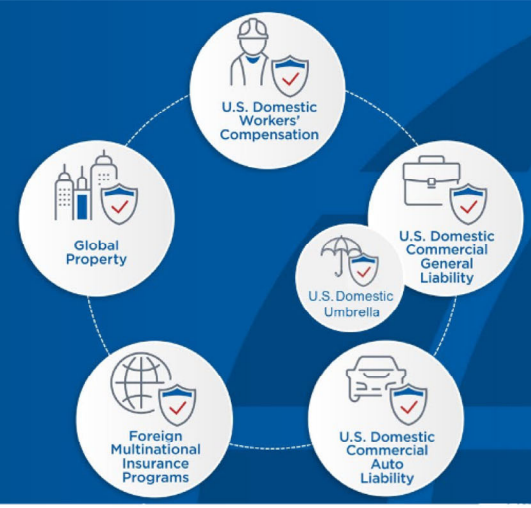 U.S. Domestic
Workers'
Compensation
Global
Property
U.S. Domestic
Commercial
General
Liability
U.S. Domestic
Umbrella
Foreign
Multinational
Insurance
Programs
U.S. Domestic
Commercial
Auto
Liability